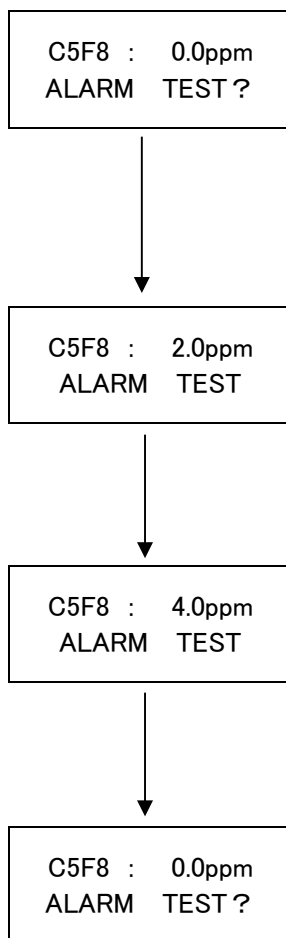 C5F8 : 0.0ppm
ALARM TEST？
C5F8 : 2.0ppm
ALARM TEST
C5F8 : 4.0ppm
ALARM TEST
C5F8 : 0.0ppm
ALARM TEST？